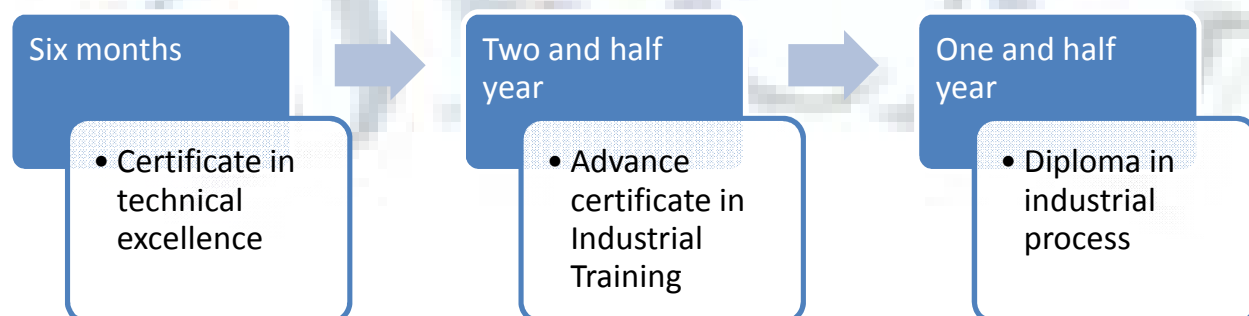 Six months
• Certificate in
technical
excellence
Two and half
year
• Advance
certificate in
Industrial
Training
One and half
year
• Diploma in
industrial
process